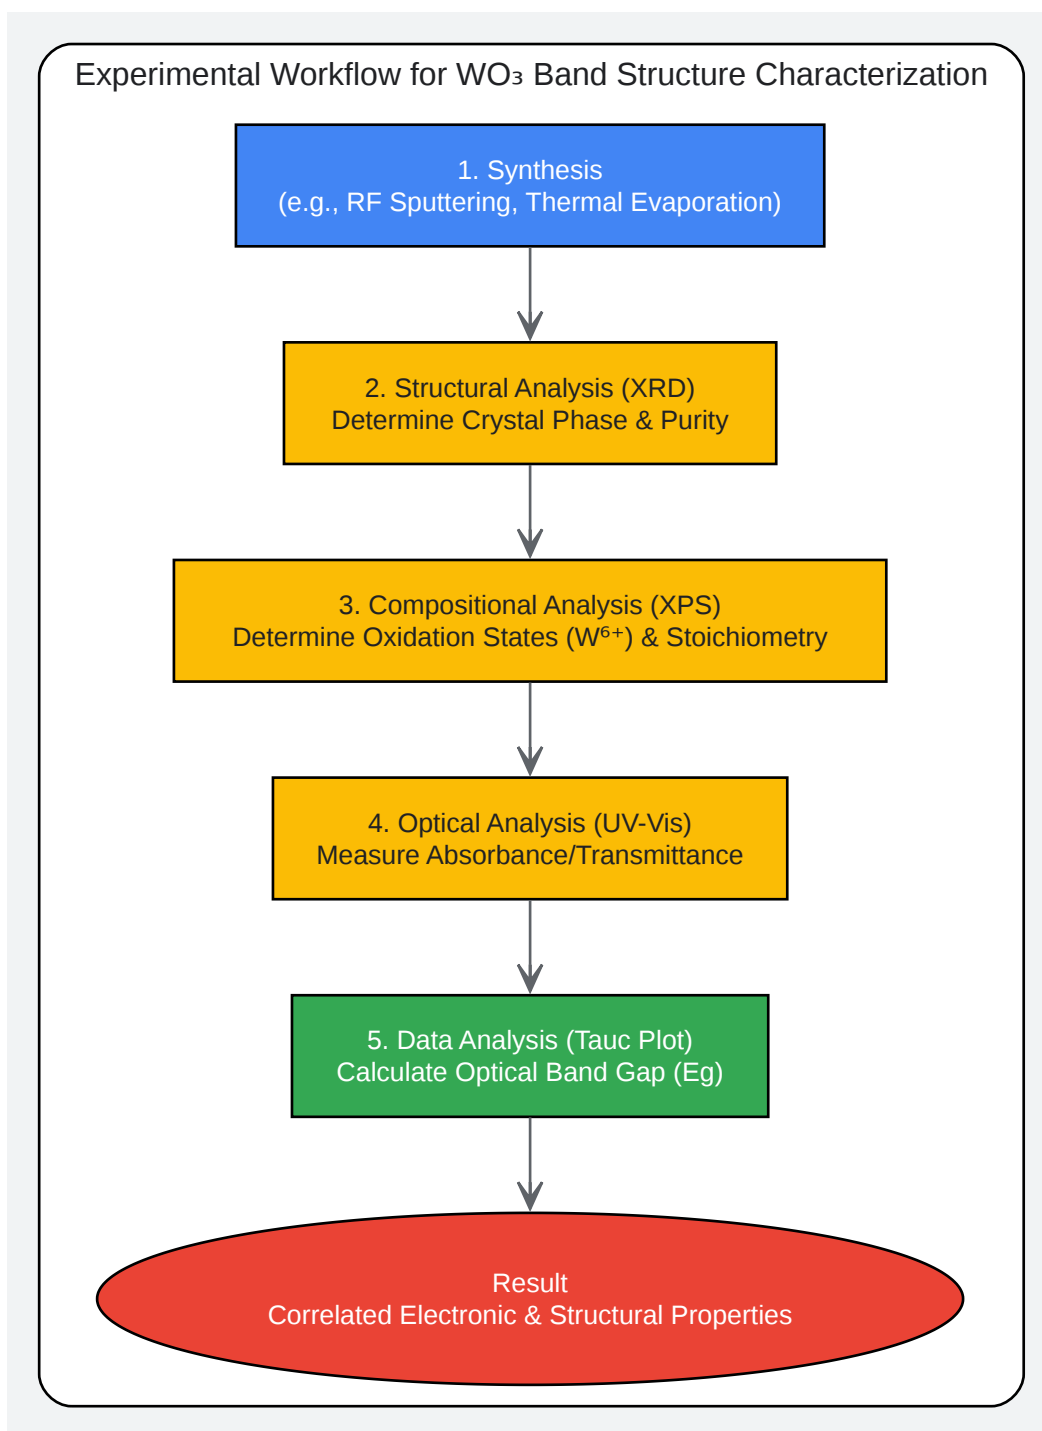 Experimental Workflow for WO₃ Band Structure Characterization
1. Synthesis
(e.g., RF Sputtering, Thermal Evaporation)
2. Structural Analysis (XRD)
Determine Crystal Phase & Purity
3. Compositional Analysis (XPS)
Determine Oxidation States (W⁶⁺) & Stoichiometry
4. Optical Analysis (UV-Vis)
Measure Absorbance/Transmittance
5. Data Analysis (Tauc Plot)
Calculate Optical Band Gap (Eg)
Result
Correlated Electronic & Structural Properties